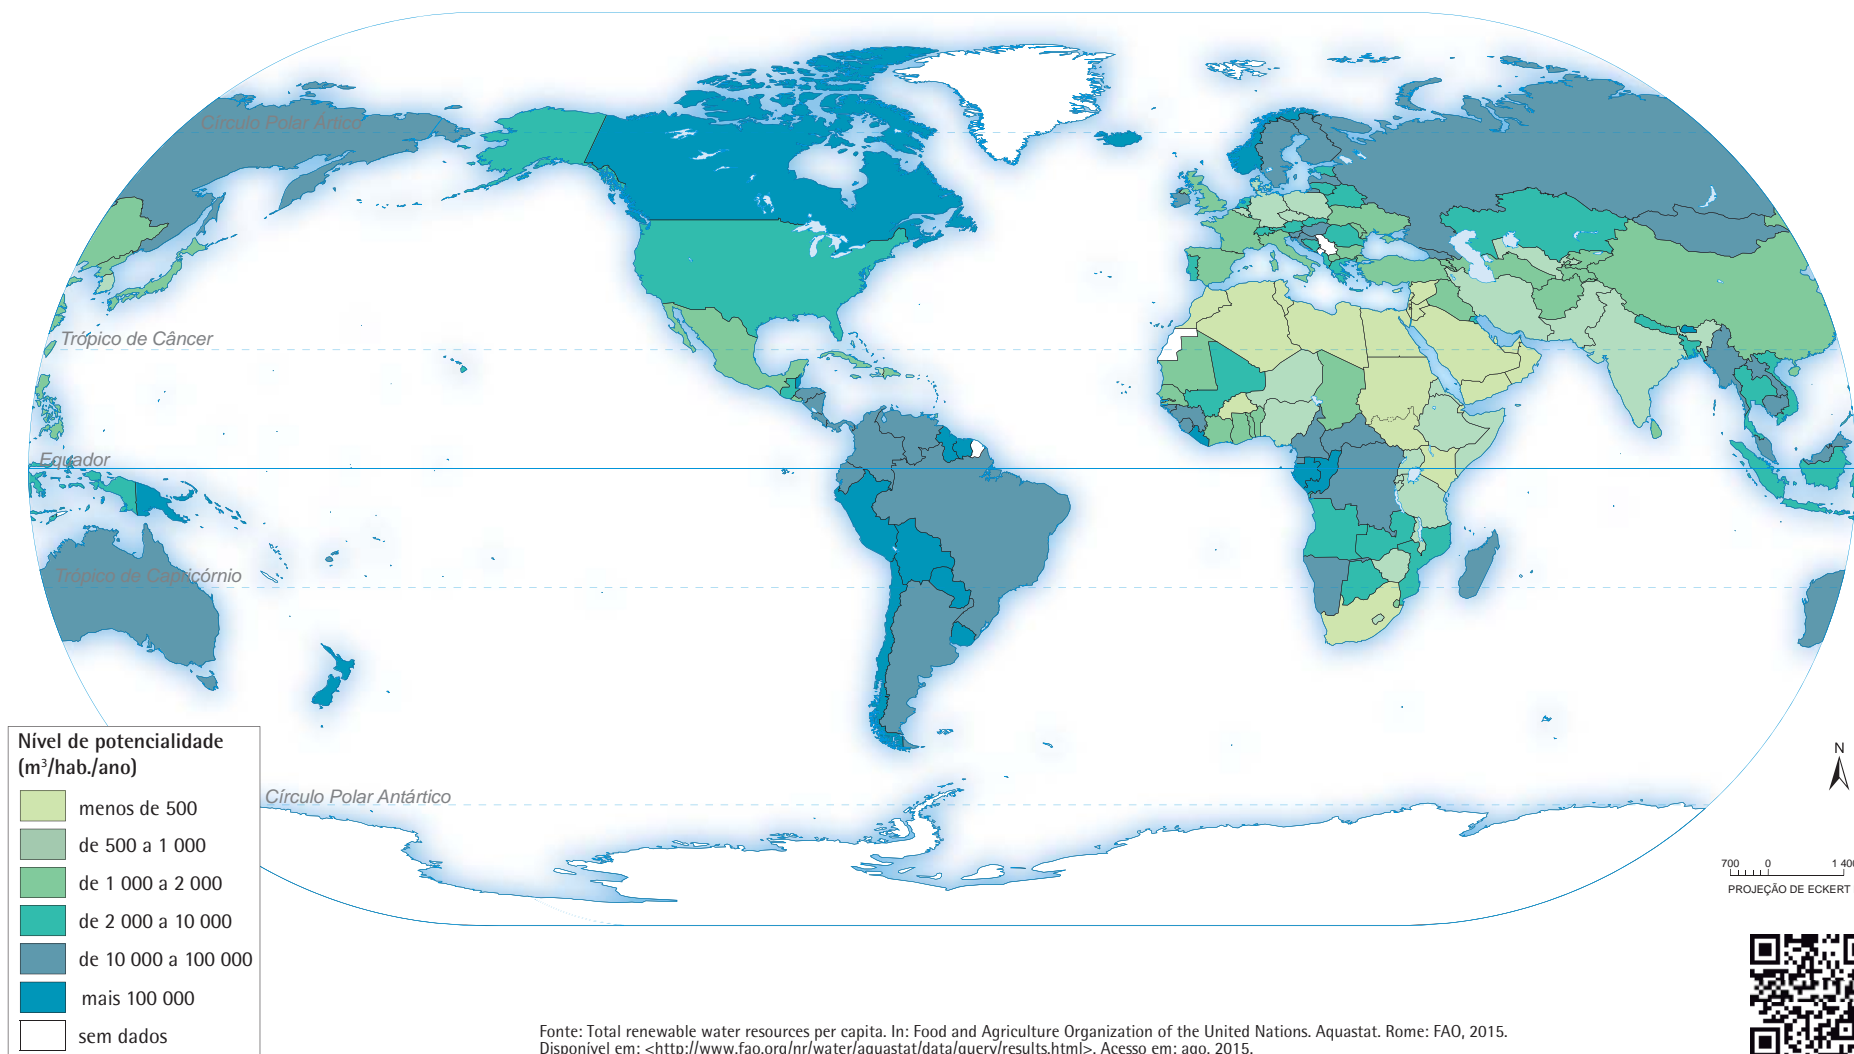 Círculo Polar Ártico
Trópico de Câncer
Equador
Trópico de Capricórnio
Círculo Polar Antártico
Nível de potencialidade
(m³/hab./ano)
menos de 500
de 500 a 1 000
de 1 000 a 2 000
de 2 000 a 10 000
de 10 000 a 100 000
mais 100 000
sem dados
N
700 0 1 400
PROJEÇÃO DE ECKERT
Fonte: Total renewable water resources per capita. In: Food and Agriculture Organization of the United Nations. Aquastat. Rome: FAO, 2015.
Disponível em: <http://www.fao.org/nr/water/aquastat/data/query/results.html>. Acesso em: ago. 2015.